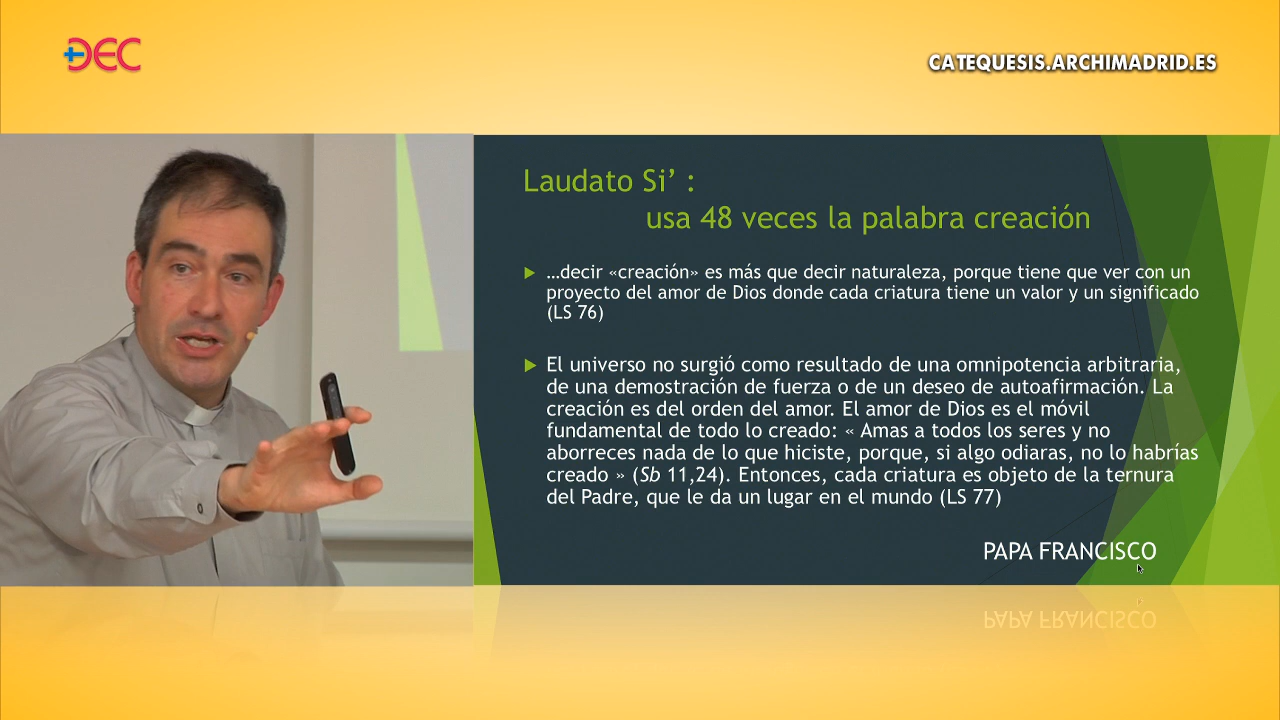 DEC
CATEQUESIS.ARCHIMADRID.ES
Laudato Si’ :
usa 48 veces la palabra creación
…decir «creación» es más que decir naturaleza, porque tiene que ver con un
proyecto del amor de Dios donde cada criatura tiene un valor y un significado
(LS 76)
El universo no surgió como resultado de una omnipotencia arbitraria,
de una demostración de fuerza o de un deseo de autoafirmación. La
creación es del orden del amor. El amor de Dios es el móvil
fundamental de todo lo creado: « Amas a todos los seres y no
aborreces nada de lo que hiciste, porque, si algo odiaras, no lo habrías
creado » (Sb 11,24). Entonces, cada criatura es objeto de la ternura
del Padre, que le da un lugar en el mundo (LS 77)
PAPA FRANCISCO